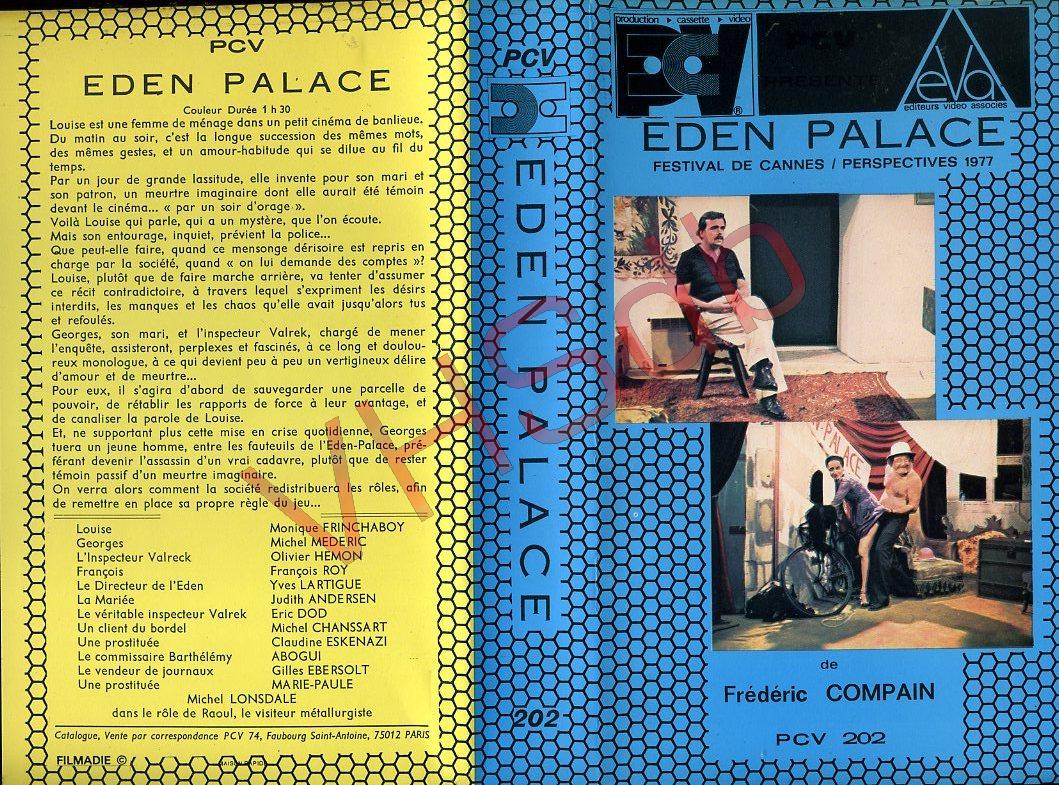 PCV
EDEN PALACE
Couleur Durée 1 h 30
Louise est une femme de ménage dans un petit cinéma de banlieue.
Du matin au soir, c'est la longue succession des mêmes mots,
des mêmes gestes, et un amour-habitude qui se dilue au fil du
temps.
Par un jour de grande lassitude, elle invente pour son mari et
son patron, un meurtre imaginaire dont elle aurait été témoin
devant le cinéma... « par un soir d'orage ».
Voilà Louise qui parle, qui a un mystère, que l'on écoute.
Mais son entourage, inquiet, prévient la police...
Que peut-elle faire, quand ce mensonge dérisoire est repris en
charge par la société, quand « on lui demande des comptes »?
Louise, plutôt que de faire marche arrière, va tenter d'assumer
ce récit contradictoire, à travers lequel s'expriment les désirs
interdits, les manques et les chaos qu'elle avait jusqu'alors tus
et refoulés.
Georges, son mari, et l'inspecteur Valrek, chargé de mener
l'enquête, assisteront, perplexes et fascinés, à ce long et doulou-
reux monologue, à ce qui devient peu à peu un vertigineux délire
d'amour et de meurtre...
Pour eux, il s'agira d'abord de sauvegarder une parcelle de
pouvoir, de rétablir les rapports de force à leur avantage, et
de canaliser la parole de Louise.
Et, ne supportant plus cette mise en crise quotidienne, Georges
tuera un jeune homme, entre les fauteuils de l'Eden-Palace, pré-
férant devenir l'assassin d'un vrai cadavre, plutôt que de rester
témoin passif d'un meurtre imaginaire.
On verra alors comment la société redistribuera les rôles, afin
de remettre en place sa propre règle du jeu...
Louise Monique FRINCHABOY
Georges Michel MEDERIC
L'Inspecteur Valreck Olivier HEMON
François François ROY
Le Directeur de l'Eden Yves LARTIGUE
La Mariée Judith ANDERSEN
Le véritable inspecteur Valrek Eric DOD
Un client du bordel Michel CHANSSART
Une prostituée Claudine ESKENAZI
Le commissaire Barthélémy ABOGUI
Le vendeur de journaux Gilles EBERSOLT
Une prostituée MARIE-PAULE
Michel LONSDALE
dans le rôle de Raoul, le visiteur métallurgiste
Catalogue, Vente par correspondance PCV 74, Faubourg Saint-Antoine, 75012 PARIS
FILMADIE ©
PCV
EDEN PALACE
202
production cassette video
PCV
®
PCV
PRESENTE
eva
editeurs video associes
EDEN PALACE
FESTIVAL DE CANNES / PERSPECTIVES 1977
PALACE
de
Frédéric COMPAIN
PCV 202
VHSdb